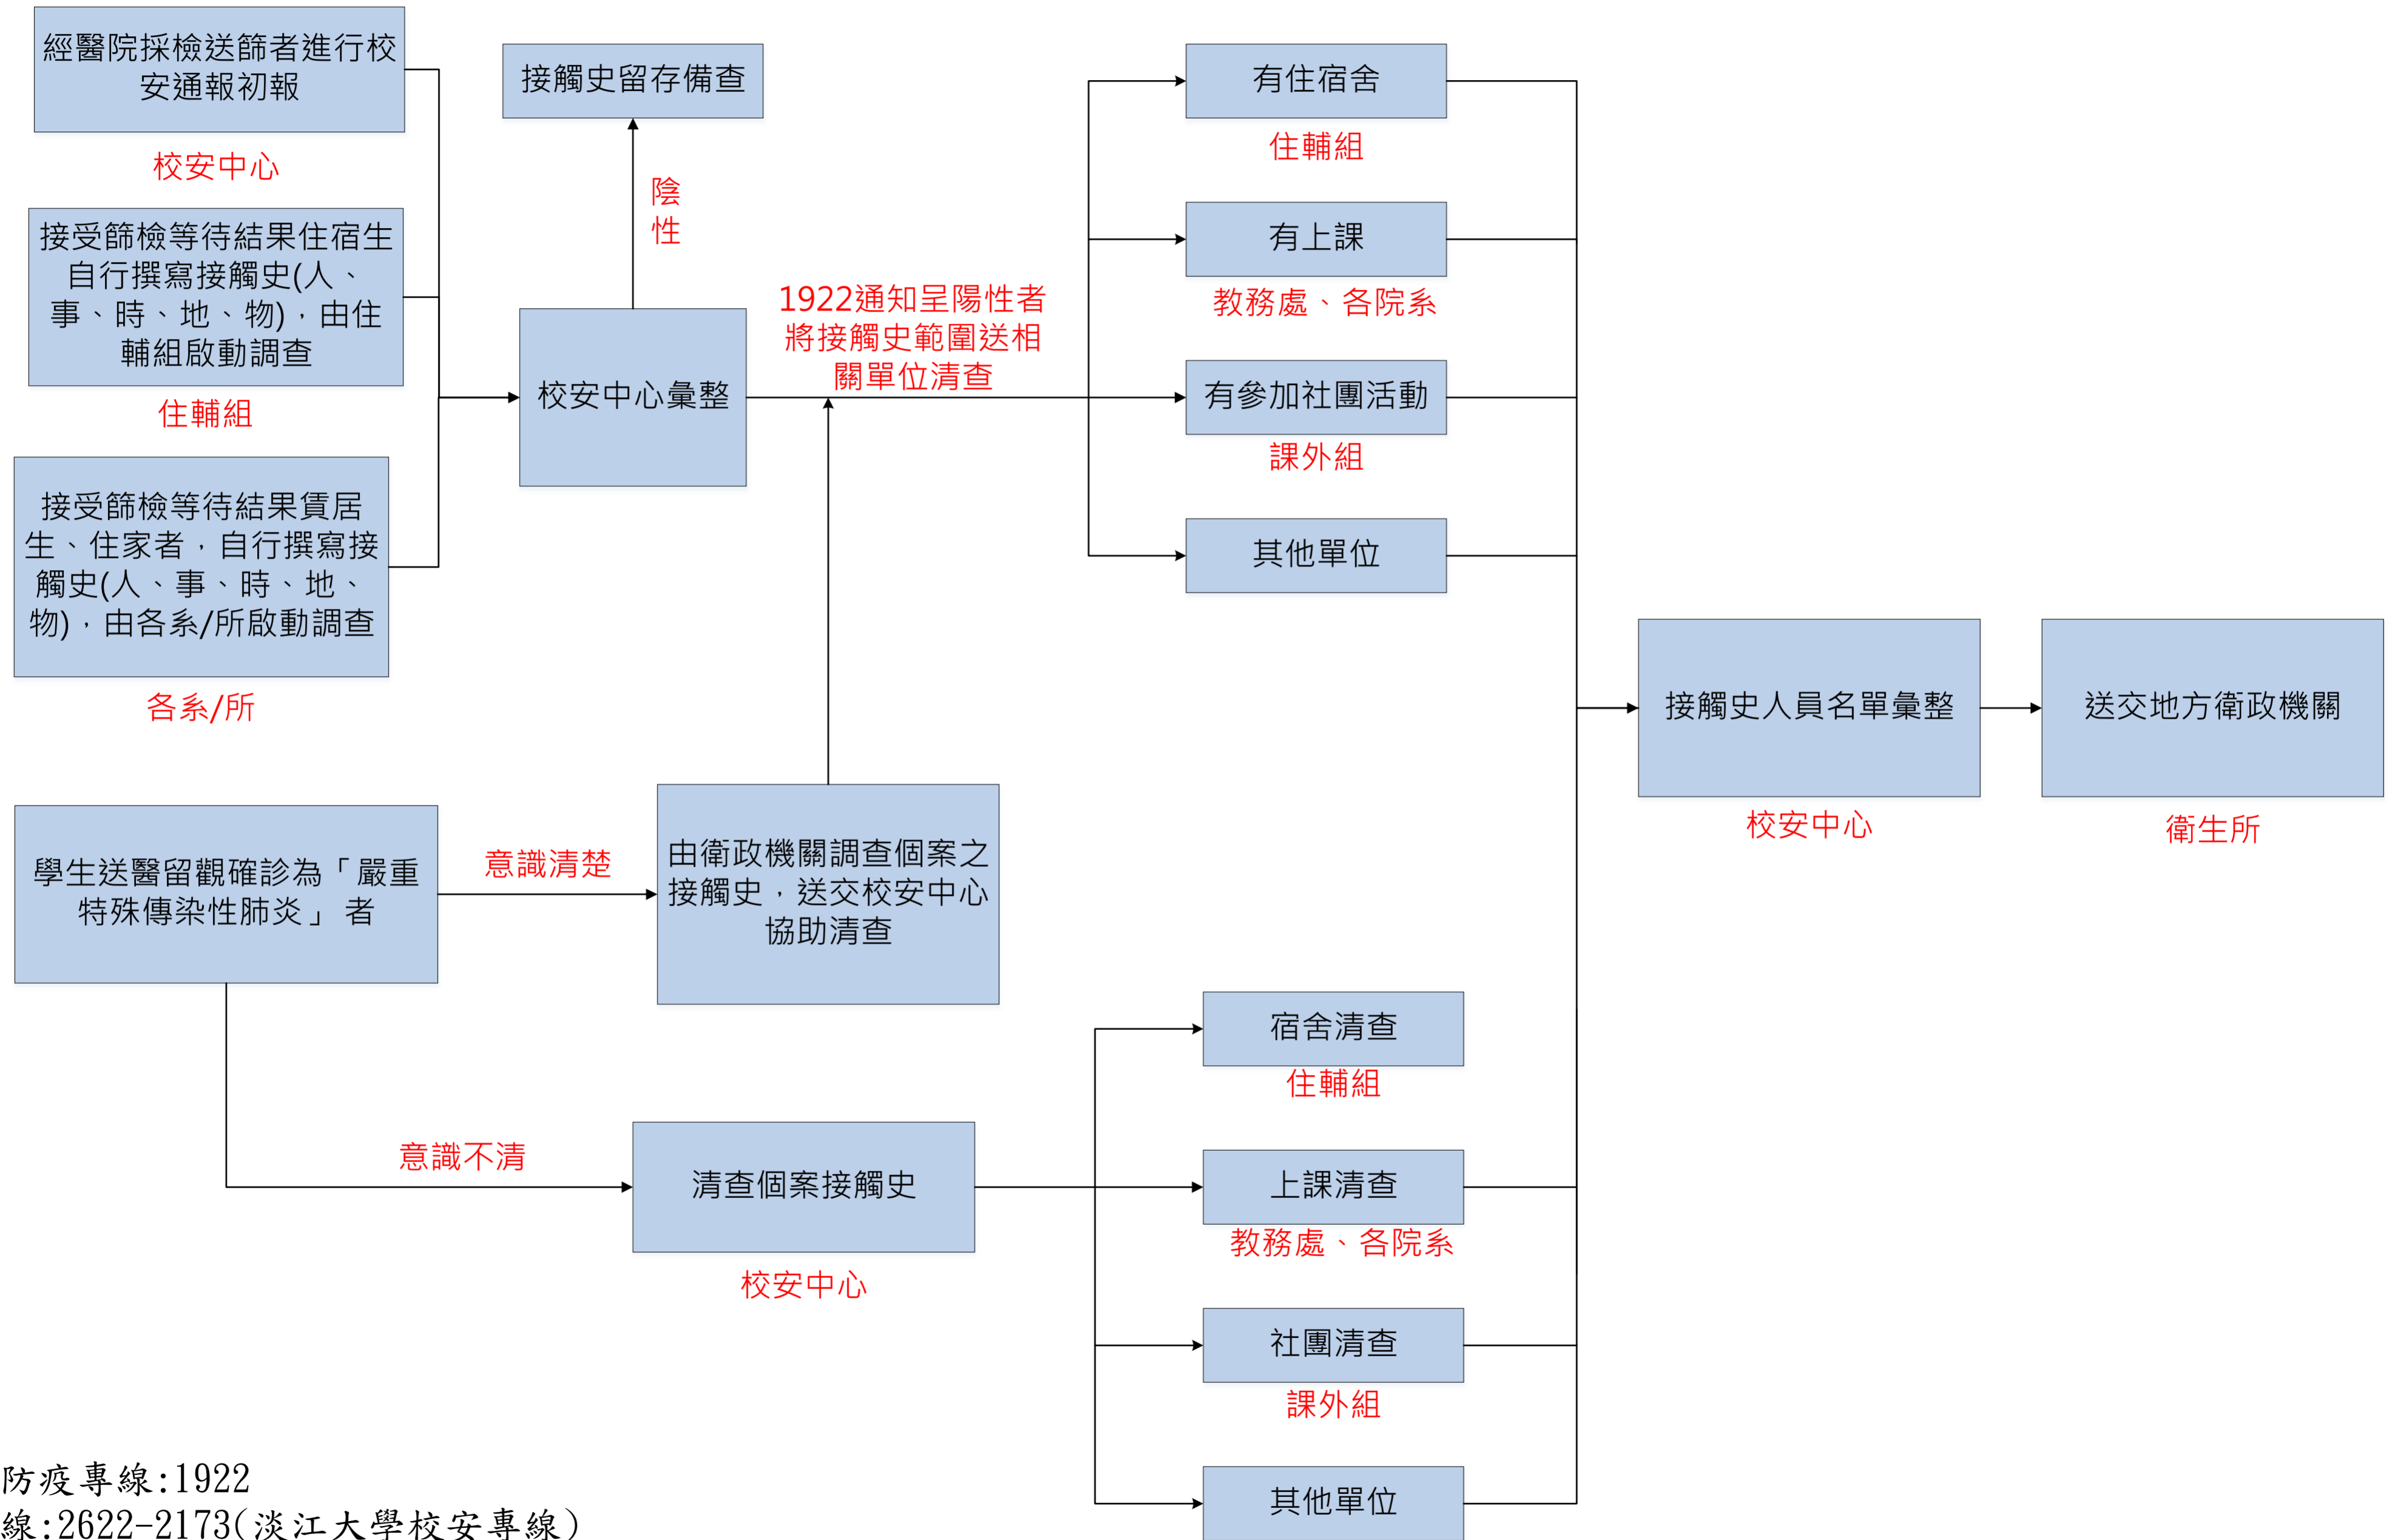 經醫院採檢送篩者進行校
安通報初報
校安中心
接受篩檢等待結果住宿生
自行撰寫接觸史(人、
事、時、地、物)，由住
輔組啟動調查
住輔組
接受篩檢等待結果賃居
生、住家者，自行撰寫接
觸史(人、事、時、地、
物)，由各系/所啟動調查
各系/所
接觸史留存備查
陰
性
校安中心彙整
1922通知呈陽性者
將接觸史範圍送相
關單位清查
有住宿舍
住輔組
有上課
教務處、各院系
有參加社團活動
課外組
其他單位
接觸史人員名單彙整
校安中心
送交地方衛政機關
衛生所
學生送醫留觀確診為「嚴重
特殊傳染性肺炎」者
意識清楚
由衛政機關調查個案之
接觸史，送交校安中心
協助清查
意識不清
清查個案接觸史
校安中心
宿舍清查
住輔組
上課清查
教務處、各院系
社團清查
課外組
其他單位
防疫專線:1922
線:2622-2173(淡江大學校安專線)